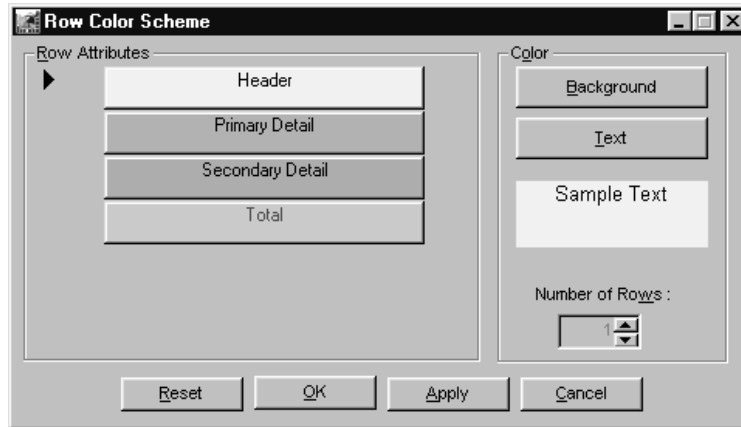 Row Color Scheme
Row Attributes
Header
Primary Detail
Secondary Detail
Total
Color
Background
Text
Sample Text
Number of Rows :
1
Reset
OK
Apply
Cancel